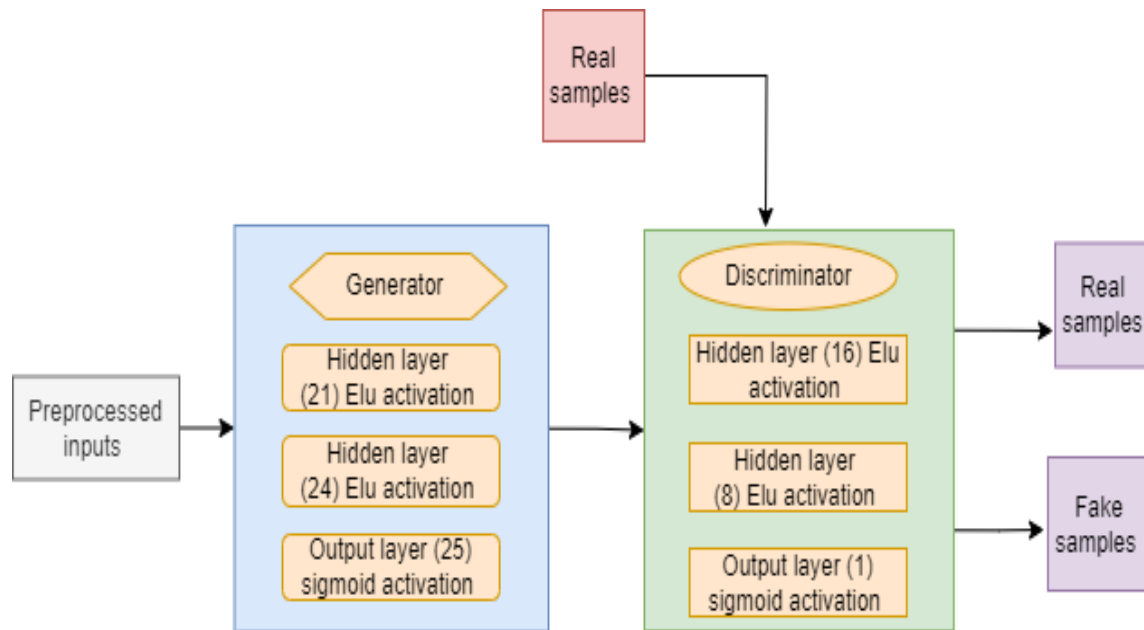 Real
samples
Generator
Discriminator
Hidden layer
(21) Elu activation
Hidden layer (16) Elu
activation
Real
samples
Preprocessed
inputs
Hidden layer
(24) Elu activation
Hidden layer
(8) Elu activation
Fake
samples
Output layer (25)
sigmoid activation
Output layer (1)
sigmoid activation